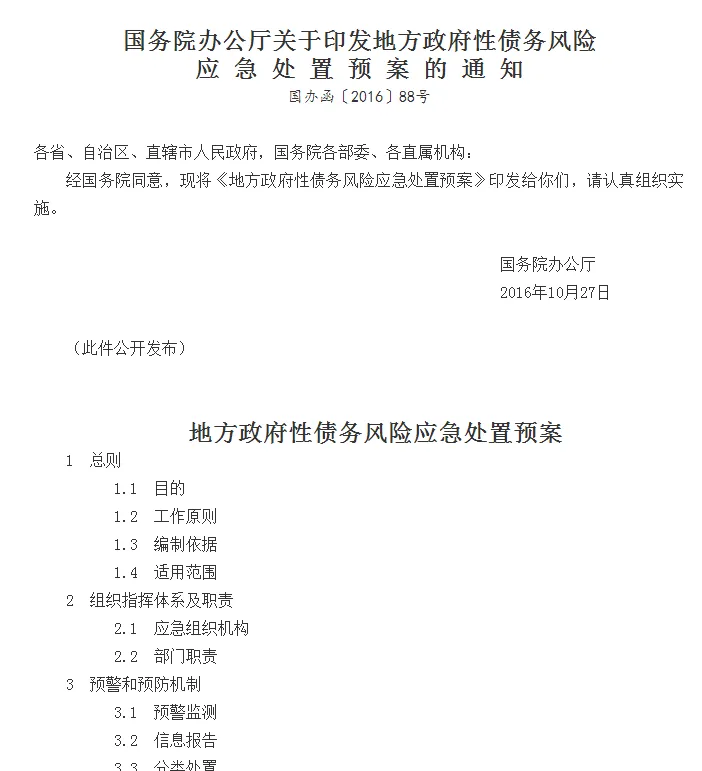 国务院办公厅关于印发地方政府性债务风险
应急处置预案的通知
国办函〔2016〕88号
各省、自治区、直辖市人民政府，国务院各部委、各直属机构：
经国务院同意，现将《地方政府性债务风险应急处置预案》印发给你们，请认真组织实
施。
国务院办公厅
2016年10月27日
（此件公开发布）
地方政府性债务风险应急处置预案
1 总则
1.1 目的
1.2 工作原则
1.3 编制依据
1.4 适用范围
2 组织指挥体系及职责
2.1 应急组织机构
2.2 部门职责
3 预警和预防机制
3.1 预警监测
3.2 信息报告
3.3 分类处置